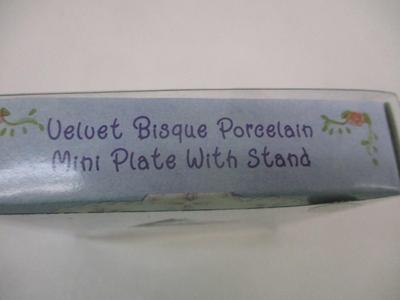 Velvet Bisque Porcelain
Mini Plate With Stand